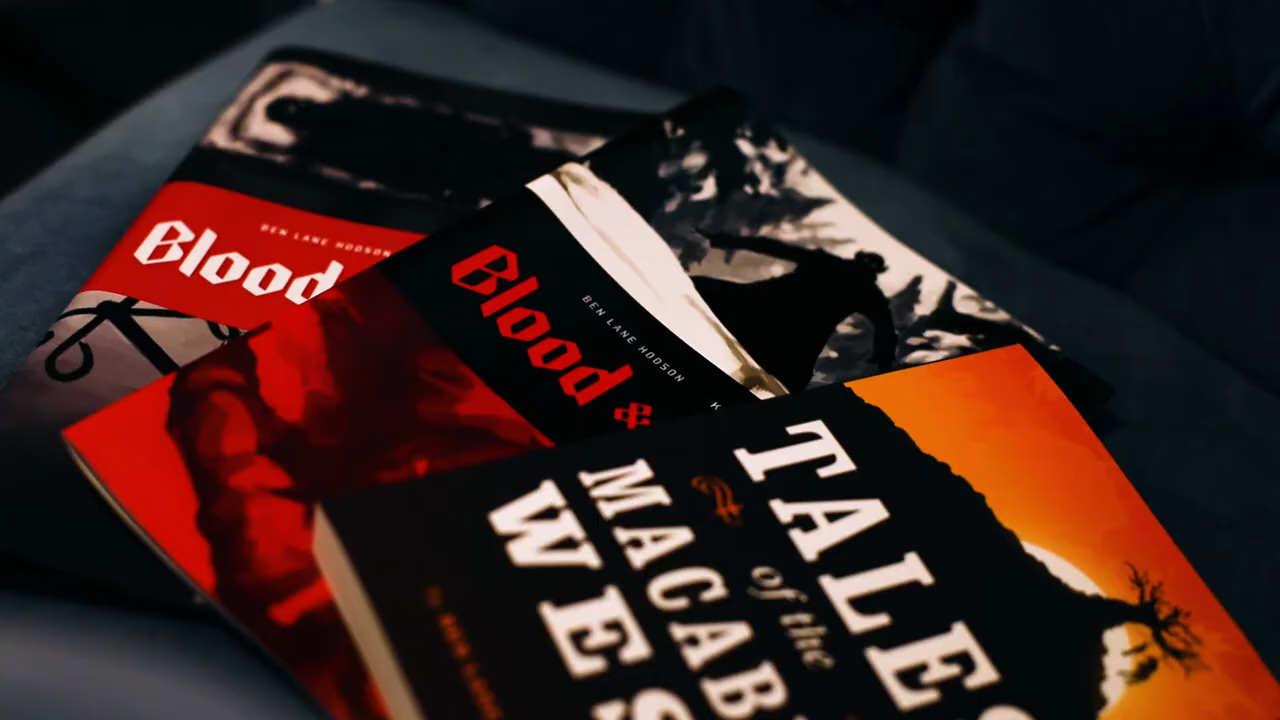 BEN LANE HODSON
Blood
BEN LANE HODSON
K
Blood &
TALES
of the
MACAB
WES